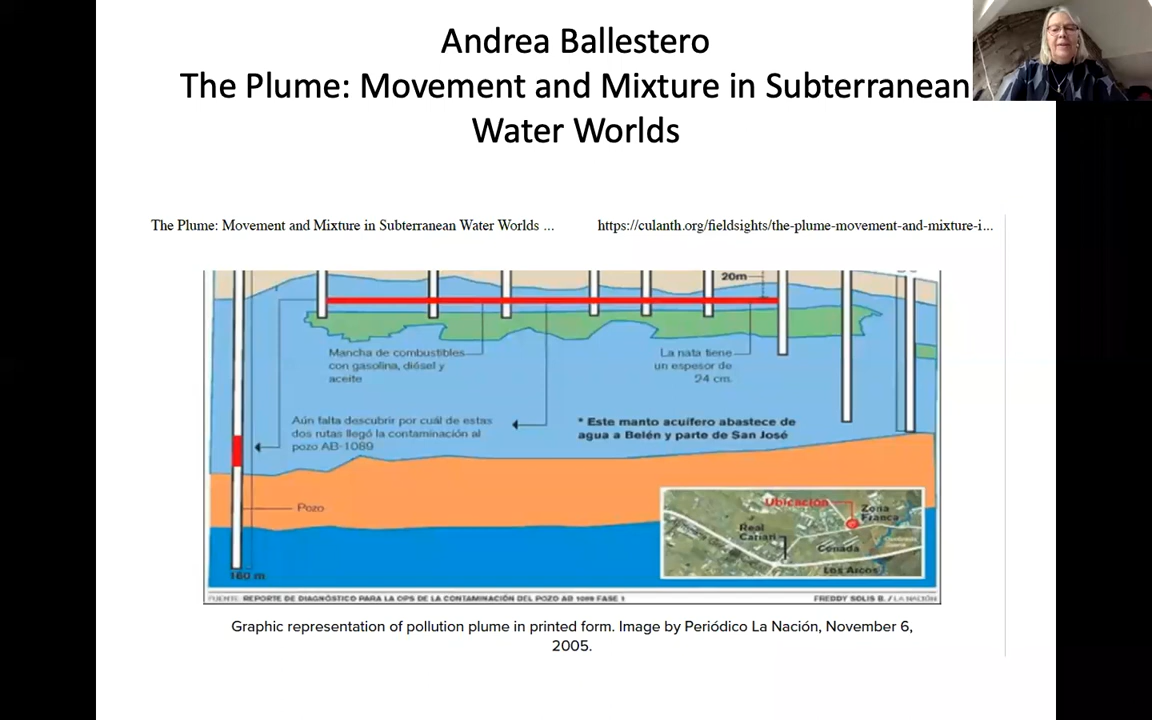 Andrea Ballestero
The Plume: Movement and Mixture in Subterranean
Water Worlds
The Plume: Movement and Mixture in Subterranean Water Worlds ...
https://culanth.org/fieldsights/the-plume-movement-and-mixture-i...
20m
Mancha de combustibles
con gasolina, diésel y
aceite
La nata tiene
un espesor de
24 cm.
Aún falta descubrir por cuál de estas
dos rutas llegó la contaminación al
pozo AB-1089
* Este manto acuífero abastece de
agua a Belén y parte de San José
Pozo
Ubicación
Zona
Franca
Real
Cariari
Cenada
Los Arcos
160 m
FUENTE: REPORTE DE DIAGNÓSTICO PARA LA OPS DE LA CONTAMINACIÓN DEL POZO AB 1089 FASE 1
FREDDY SOLIS B. / LA NACIÓN
Graphic representation of pollution plume in printed form. Image by Periódico La Nación, November 6,
2005.